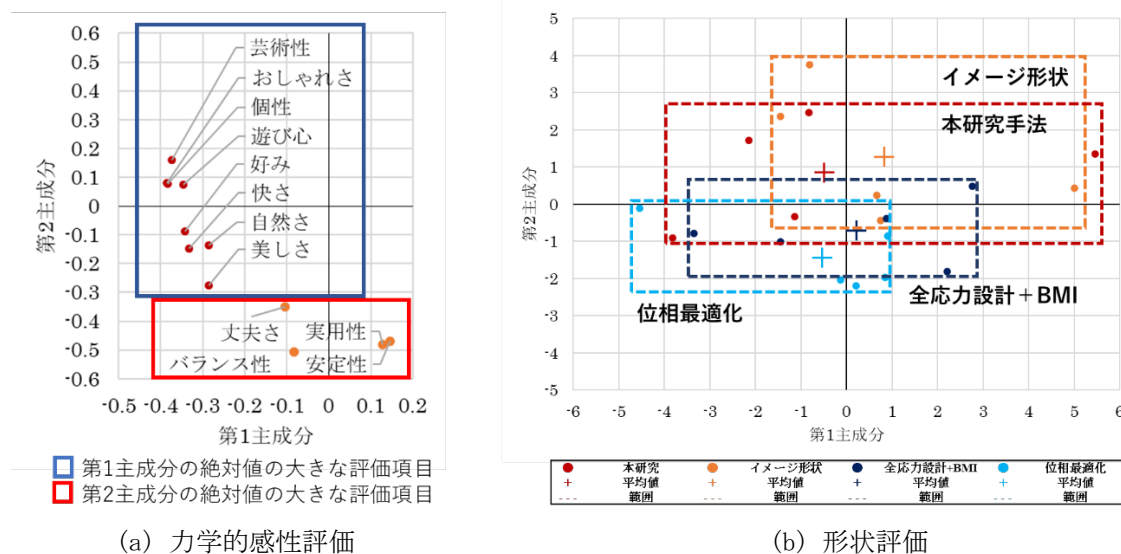 0.6
0.5
0.4
0.3
0.2
0.1
0
-0.1
-0.2
-0.3
-0.4
-0.5
-0.6
第2主成分
芸術性
おしゃれさ
個性
遊び心
好み
快さ
自然さ
美しさ
丈夫さ 実用性
バランス性 安定性
-0.5 -0.4 -0.3 -0.2 -0.1 0 0.1 0.2
第1主成分
第1主成分の絶対値の大きな評価項目
第2主成分の絶対値の大きな評価項目
(a) 力学的感性評価
5
4
3
2
1
0
-1
-2
-3
-4
-5
第2主成分
イメージ形状
本研究手法
全応力設計+BMI
位相最適化
-6 -5 -4 -3 -2 -1 0 1 2 3 4 5 6
第1主成分
本研究 イメージ形状 全応力設計+BMI 位相最適化
平均値 平均値 平均値 平均値
範囲 範囲 範囲 範囲
(b) 形状評価